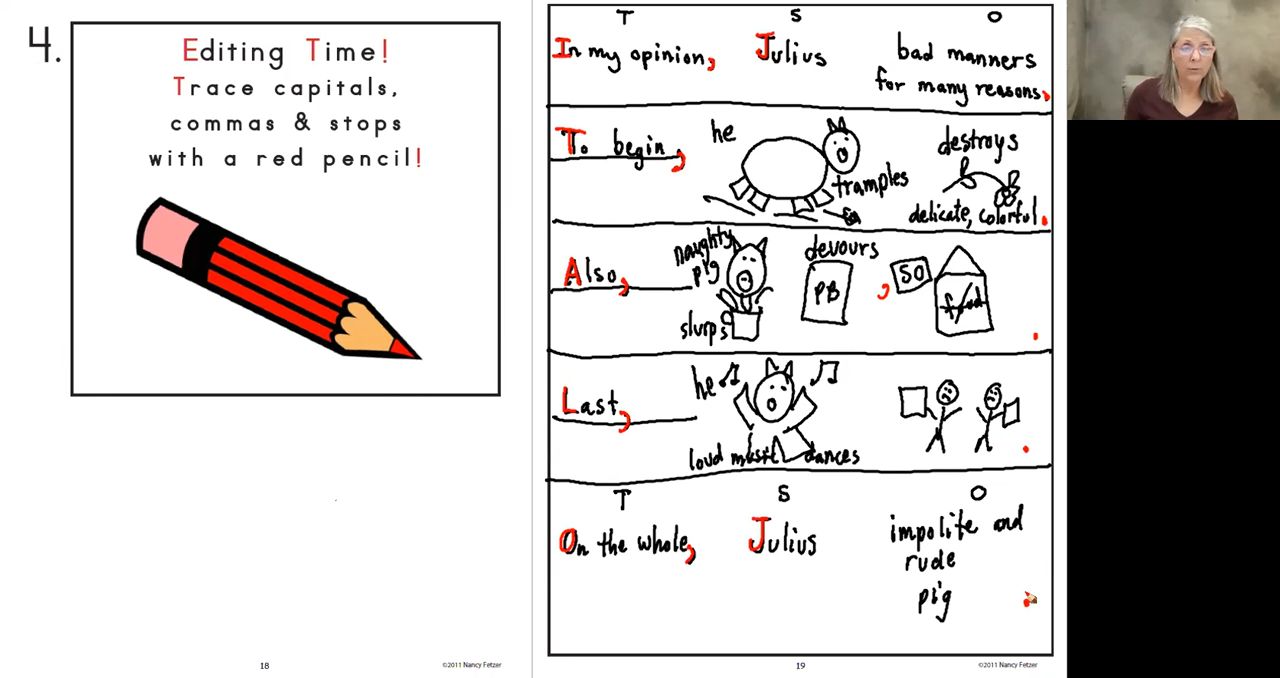 4.
Editing Time!
Trace capitals,
commas & stops
with a red pencil!
18
©2011 Nancy Fetzer
T S O
In my opinion, Julius bad manners
for many reasons.
To begin, he destroys
tramples
delicate, colorful.
Also, naughty pig devours
PB , SO food
slurps .
Last, he
loud music dances .
T S O
On the whole, Julius impolite and
rude
pig .
19
©2011 Nancy Fetzer